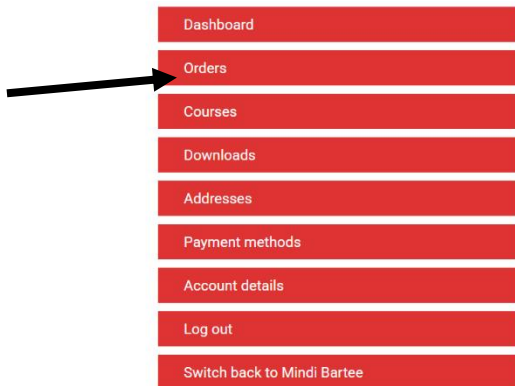 Dashboard
Orders
Courses
Downloads
Addresses
Payment methods
Account details
Log out
Switch back to Mindi Bartee